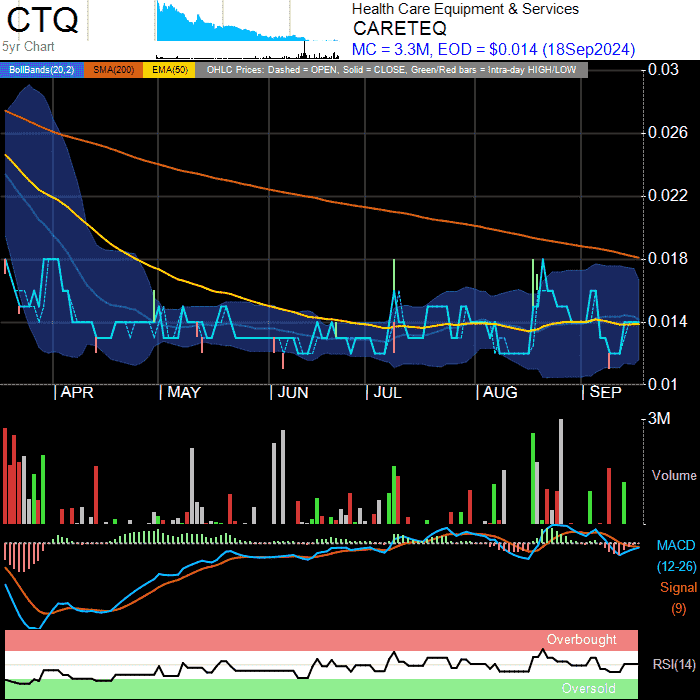 CTQ
5yr Chart
Health Care Equipment & Services
CARETEQ
MC = 3.3M, EOD = $0.014 (18Sep2024)
BollBands(20,2) SMA(200) EMA(50) OHLC Prices: Dashed = OPEN, Solid = CLOSE, Green/Red bars = Intra-day HIGH/LOW
0.03
0.026
0.022
0.018
0.014
0.01
APR MAY JUN JUL AUG SEP
3M
Volume
MACD
(12-26)
Signal
(9)
Overbought
RSI(14)
Oversold